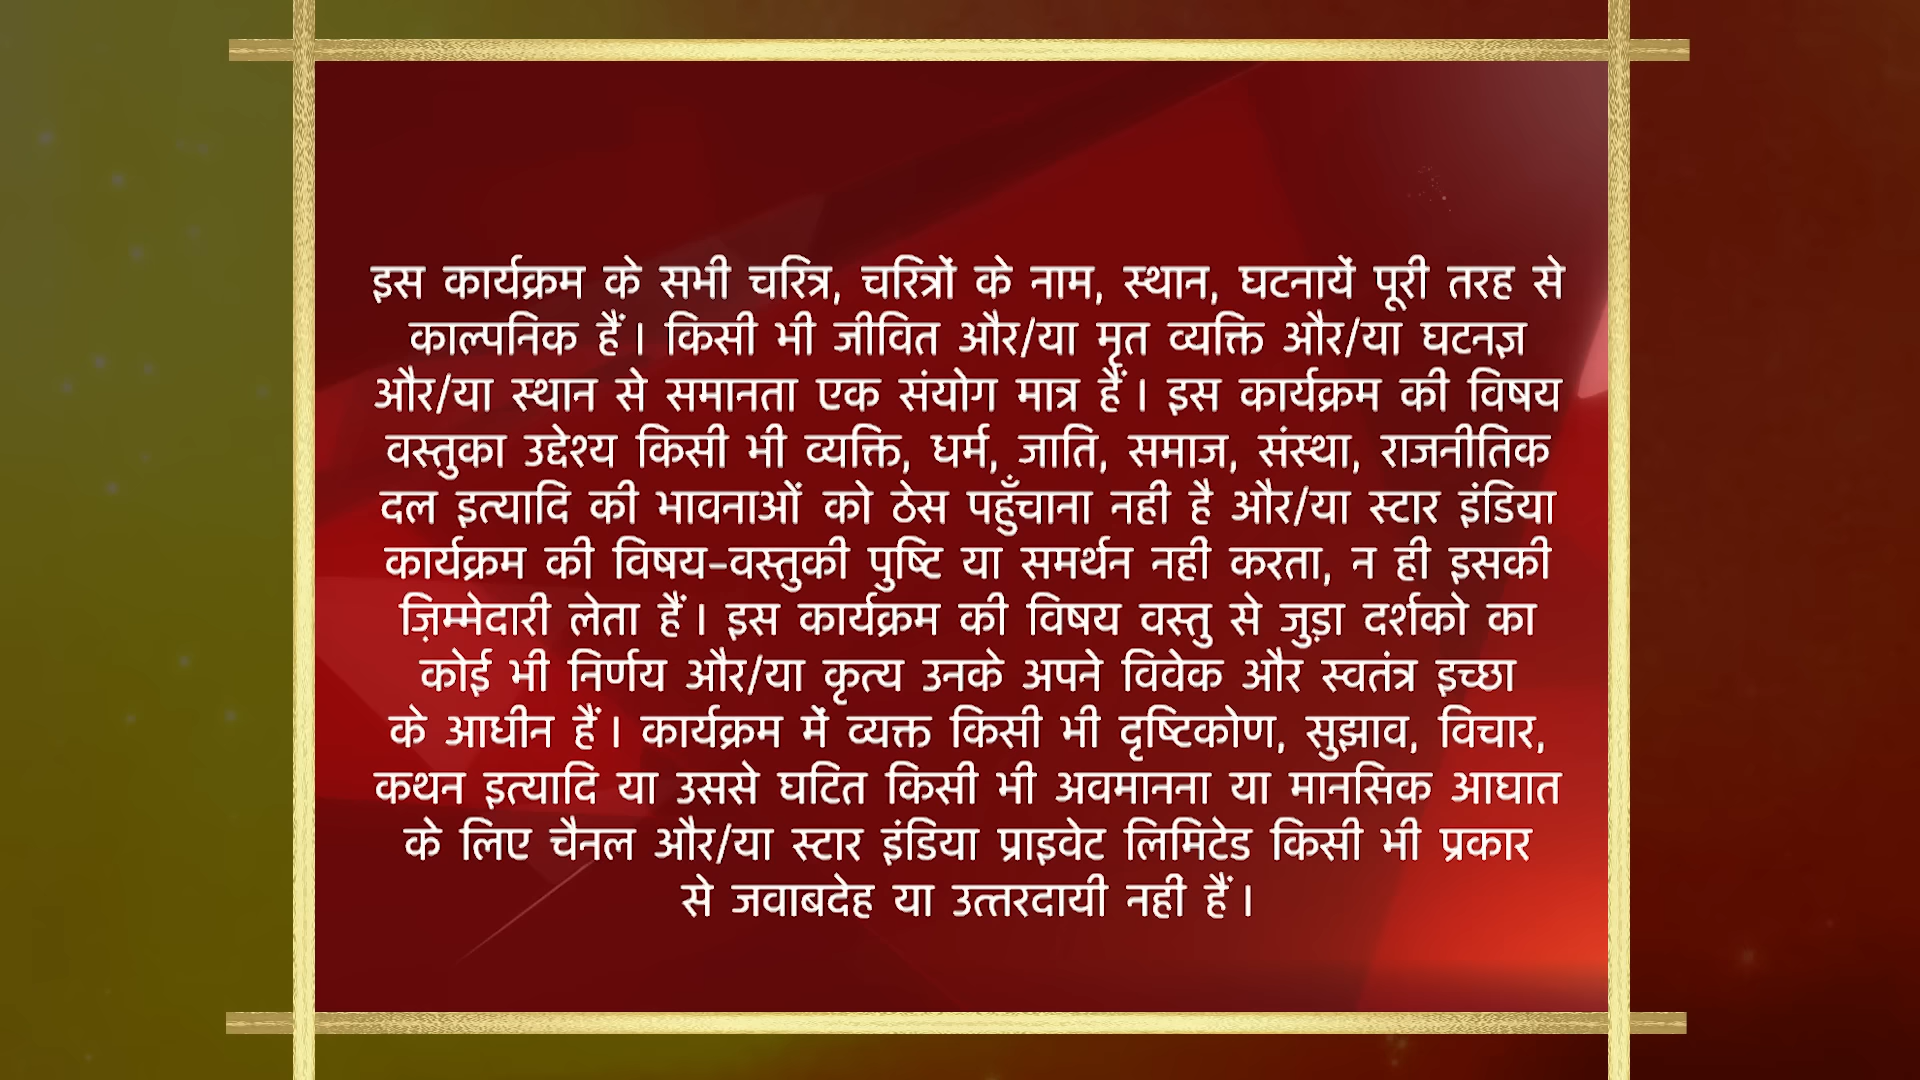 इस कार्यक्रम के सभी चरित्र, चरित्रों के नाम, स्थान, घटनायें पूरी तरह से
काल्पनिक हैं। किसी भी जीवित और/या मृत व्यक्ति और/या घटनज्ञ
और/या स्थान से समानता एक संयोग मात्र हैं। इस कार्यक्रम की विषय
वस्तुका उद्देश्य किसी भी व्यक्ति, धर्म, जाति, समाज, संस्था, राजनीतिक
दल इत्यादि की भावनाओं को ठेस पहुँचाना नही है और/या स्टार इंडिया
कार्यक्रम की विषय-वस्तुकी पुष्टि या समर्थन नही करता, न ही इसकी
ज़िम्मेदारी लेता हैं। इस कार्यक्रम की विषय वस्तु से जुड़ा दर्शको का
कोई भी निर्णय और/या कृत्य उनके अपने विवेक और स्वतंत्र इच्छा
के आधीन हैं। कार्यक्रम में व्यक्त किसी भी दृष्टिकोण, सुझाव, विचार,
कथन इत्यादि या उससे घटित किसी भी अवमानना या मानसिक आघात
के लिए चैनल और/या स्टार इंडिया प्राइवेट लिमिटेड किसी भी प्रकार
से जवाबदेह या उत्तरदायी नहीं हैं।